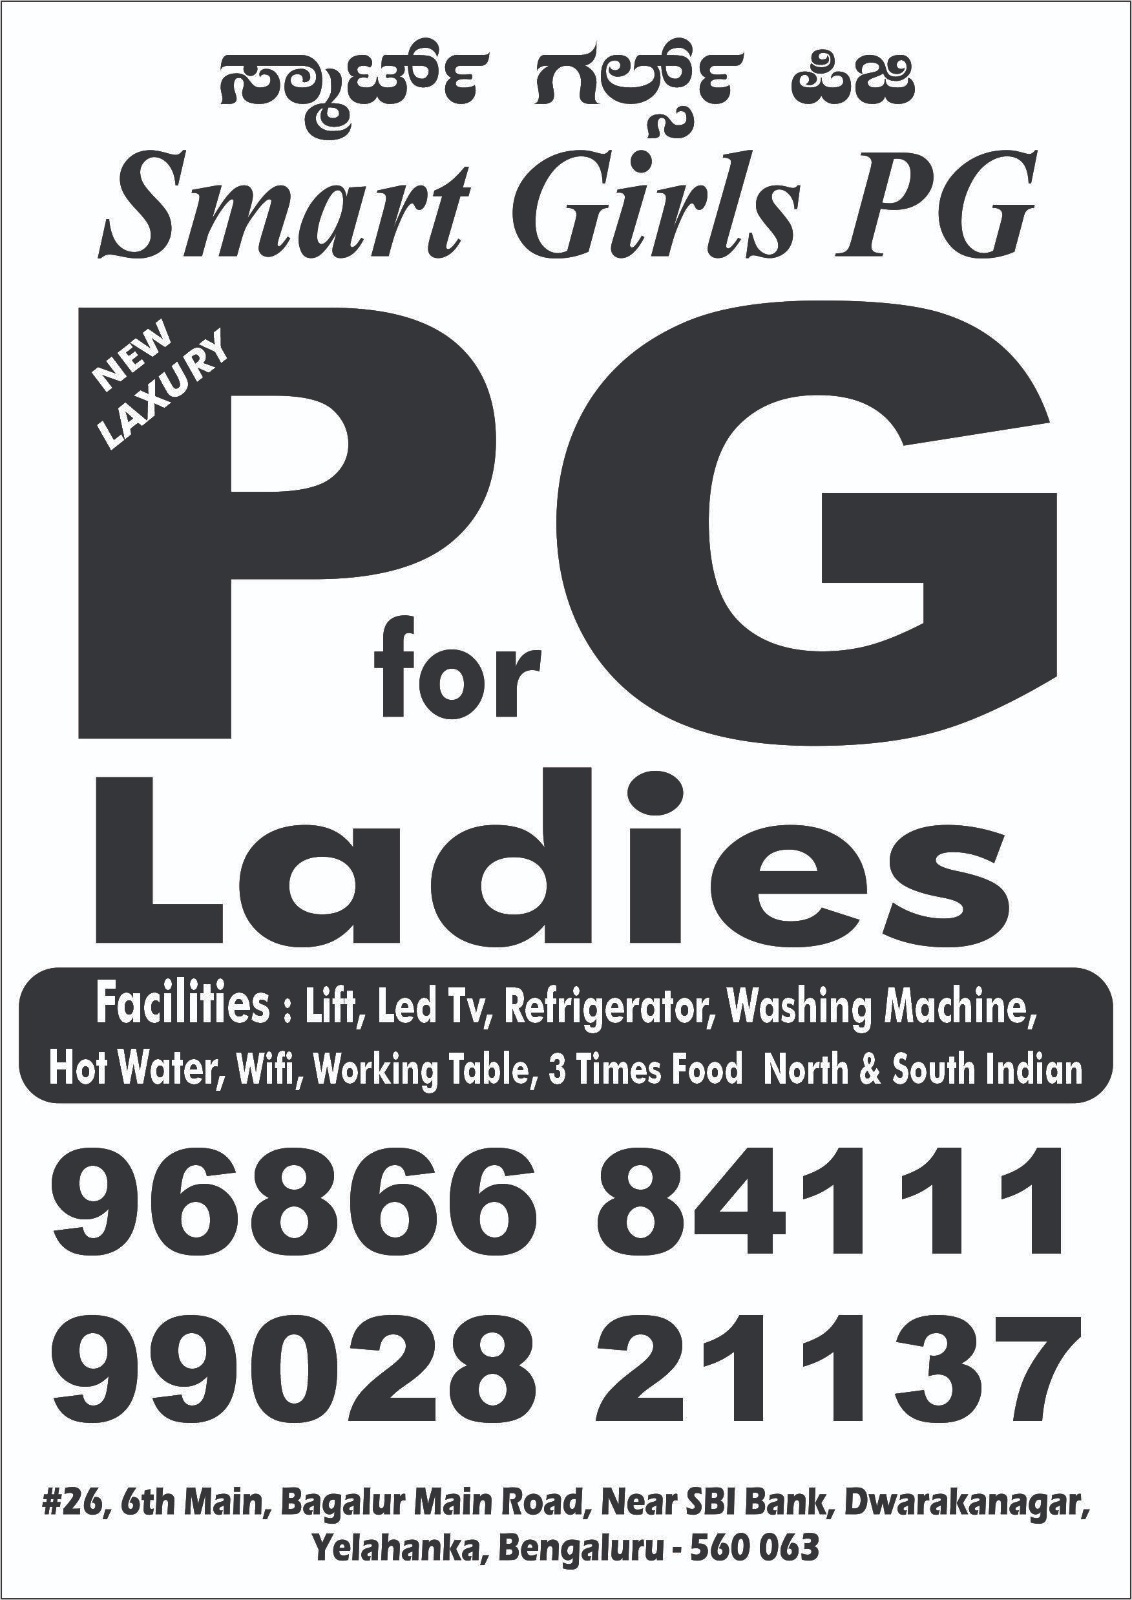 ಸ್ಮಾರ್ಟ್ ಗರ್ಲ್ಸ್ ಪಿಜಿ
Smart Girls PG
NEW
LAXURY
PG
for
Ladies
Facilities : Lift, Led Tv, Refrigerator, Washing Machine,
Hot Water, Wifi, Working Table, 3 Times Food North & South Indian
96866 84111
99028 21137
#26, 6th Main, Bagalur Main Road, Near SBI Bank, Dwarakanagar,
Yelahanka, Bengaluru - 560 063